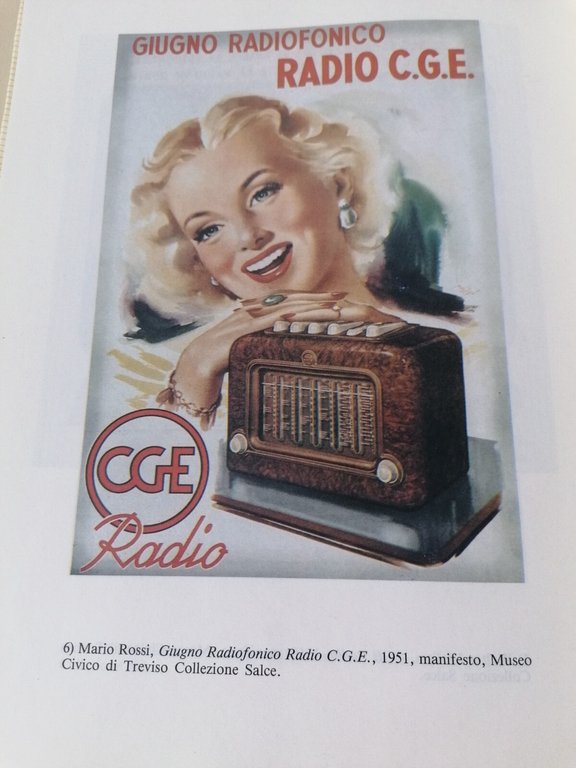 GIUGNO RADIOFONICO
RADIO C.G.E.
CGE
Radio
6) Mario Rossi, Giugno Radiofonico Radio C.G.E., 1951, manifesto, Museo
Civico di Treviso Collezione Salce.